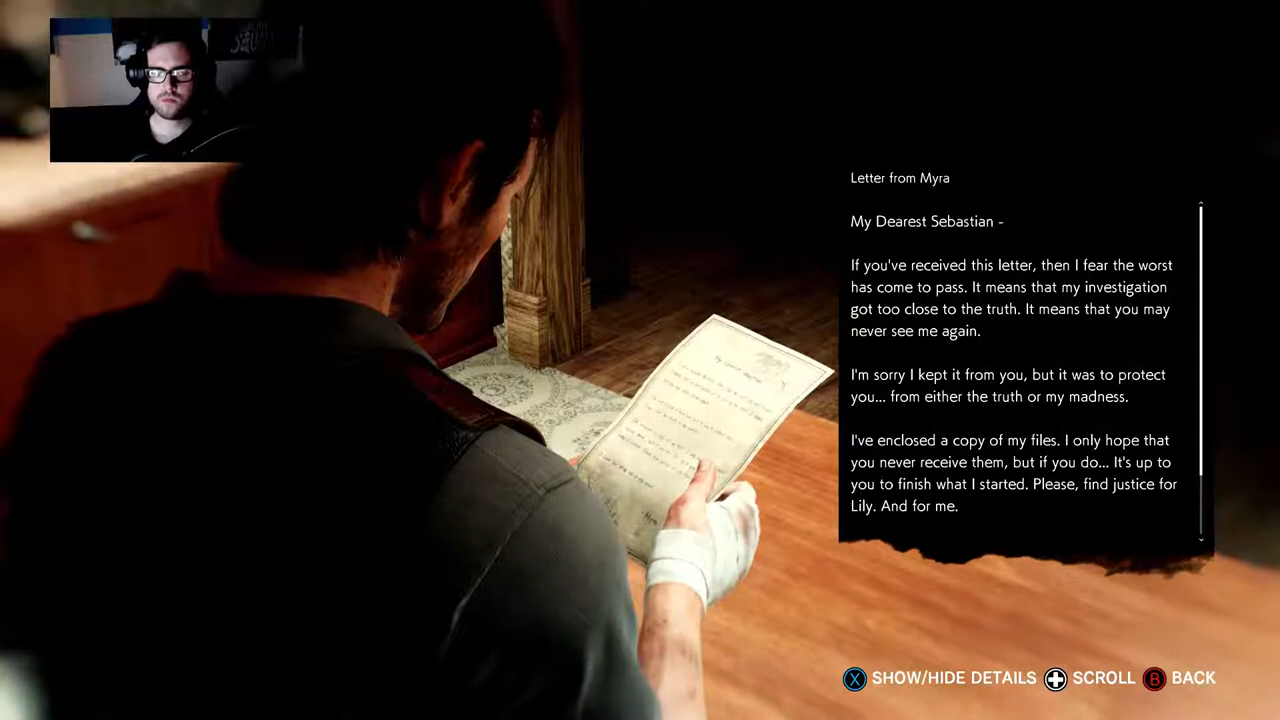 Letter from Myra
My Dearest Sebastian -
If you've received this letter, then I fear the worst
has come to pass. It means that my investigation
got too close to the truth. It means that you may
never see me again.
I'm sorry I kept it from you, but it was to protect
you... from either the truth or my madness.
I've enclosed a copy of my files. I only hope that
you never receive them, but if you do... It's up to
you to finish what I started. Please, find justice for
Lily. And for me.
X SHOW/HIDE DETAILS SCROLL B BACK